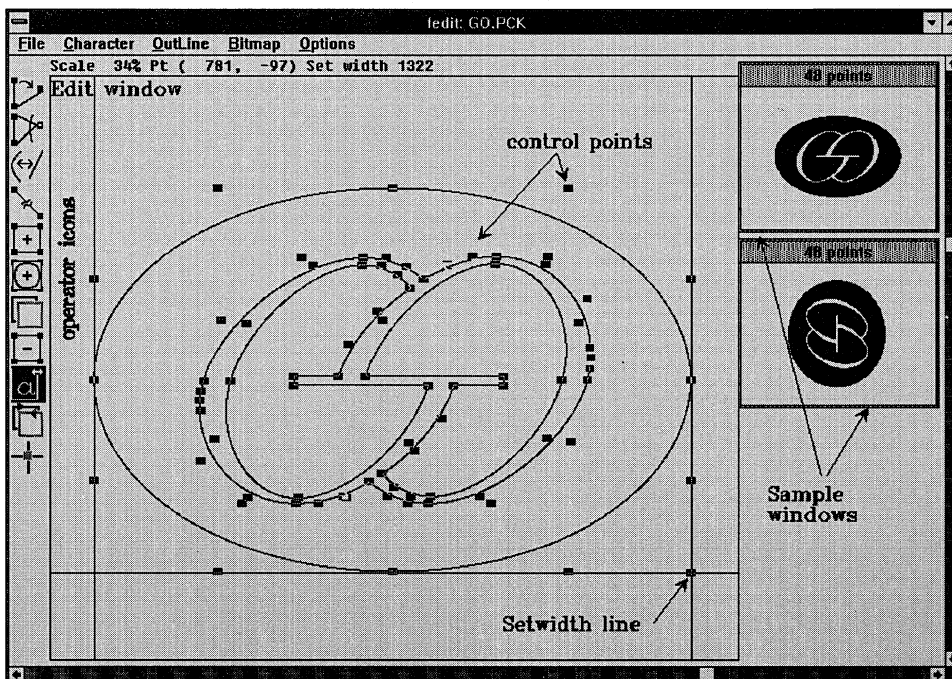 fedit: GO.PCK
File Character OutLine Bitmap Options
Scale 34% Pt ( 781, -97) Set width 1322
Edit window
48 points
control points
operator icons
48 points
Sample
windows
Setwidth line